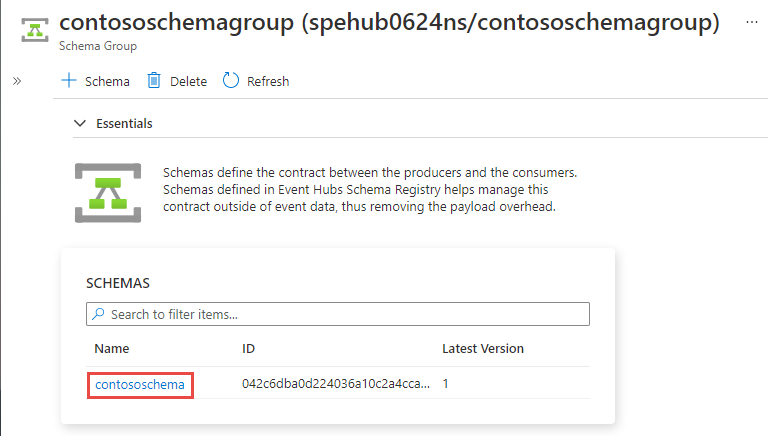 contososchemagroup (spehub0624ns/contososchemagroup)
...
Schema Group
» + Schema Delete Refresh
Essentials
Schemas define the contract between the producers and the consumers.
Schemas defined in Event Hubs Schema Registry helps manage this
contract outside of event data, thus removing the payload overhead.
SCHEMAS
Search to filter items...
Name ID Latest Version
contososchema 042c6dba0d224036a10c2a4cca... 1